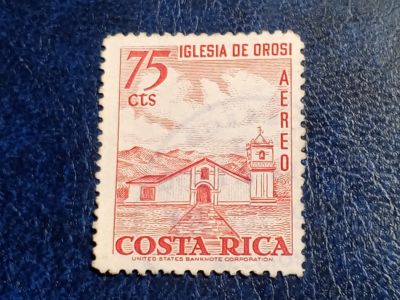 IGLESIA DE OROSI
75
cts
AEREO
COSTA RICA
UNITED STATES BANKNOTE CORPORATION